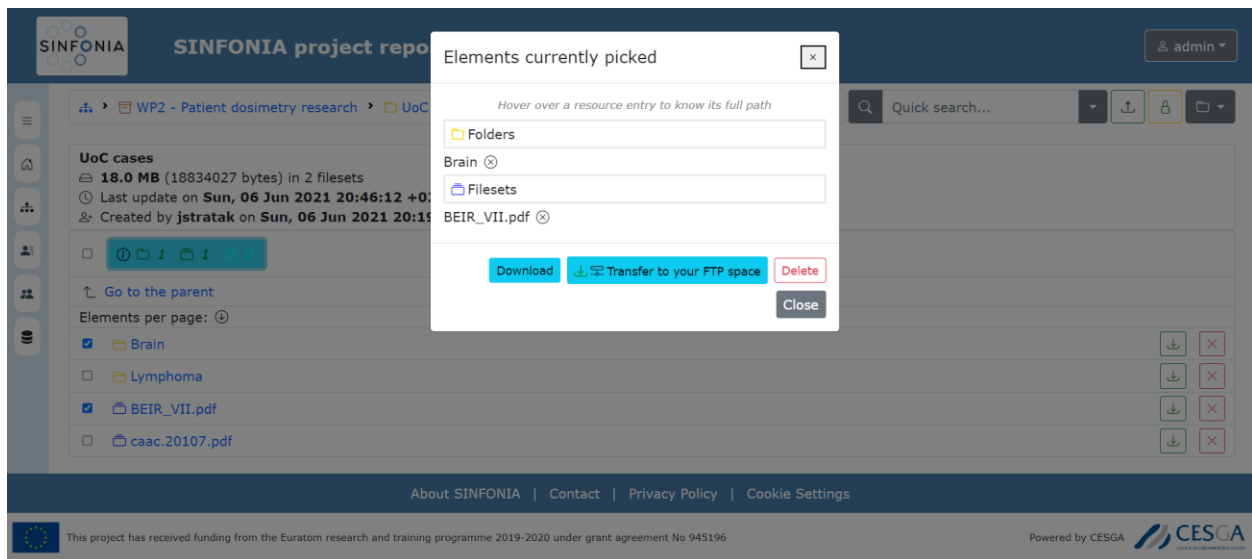 SINFONIA
SINFONIA project repo
admin
Elements currently picked
Hover over a resource entry to know its full path
Folders
Brain
Filesets
BEIR_VII.pdf
Download
Transfer to your FTP space
Delete
Close
WP2 - Patient dosimetry research
UoC
Quick search...
UoC cases
18.0 MB (18834027 bytes) in 2 filesets
Last update on Sun, 06 Jun 2021 20:46:12 +0
Created by jstratak on Sun, 06 Jun 2021 20:19
1 1 0
Go to the parent
Elements per page:
Brain
Lymphoma
BEIR_VII.pdf
caac.20107.pdf
About SINFONIA | Contact | Privacy Policy | Cookie Settings
This project has received funding from the Euratom research and training programme 2019-2020 under grant agreement No 945196
Powered by CESGA
CESGA